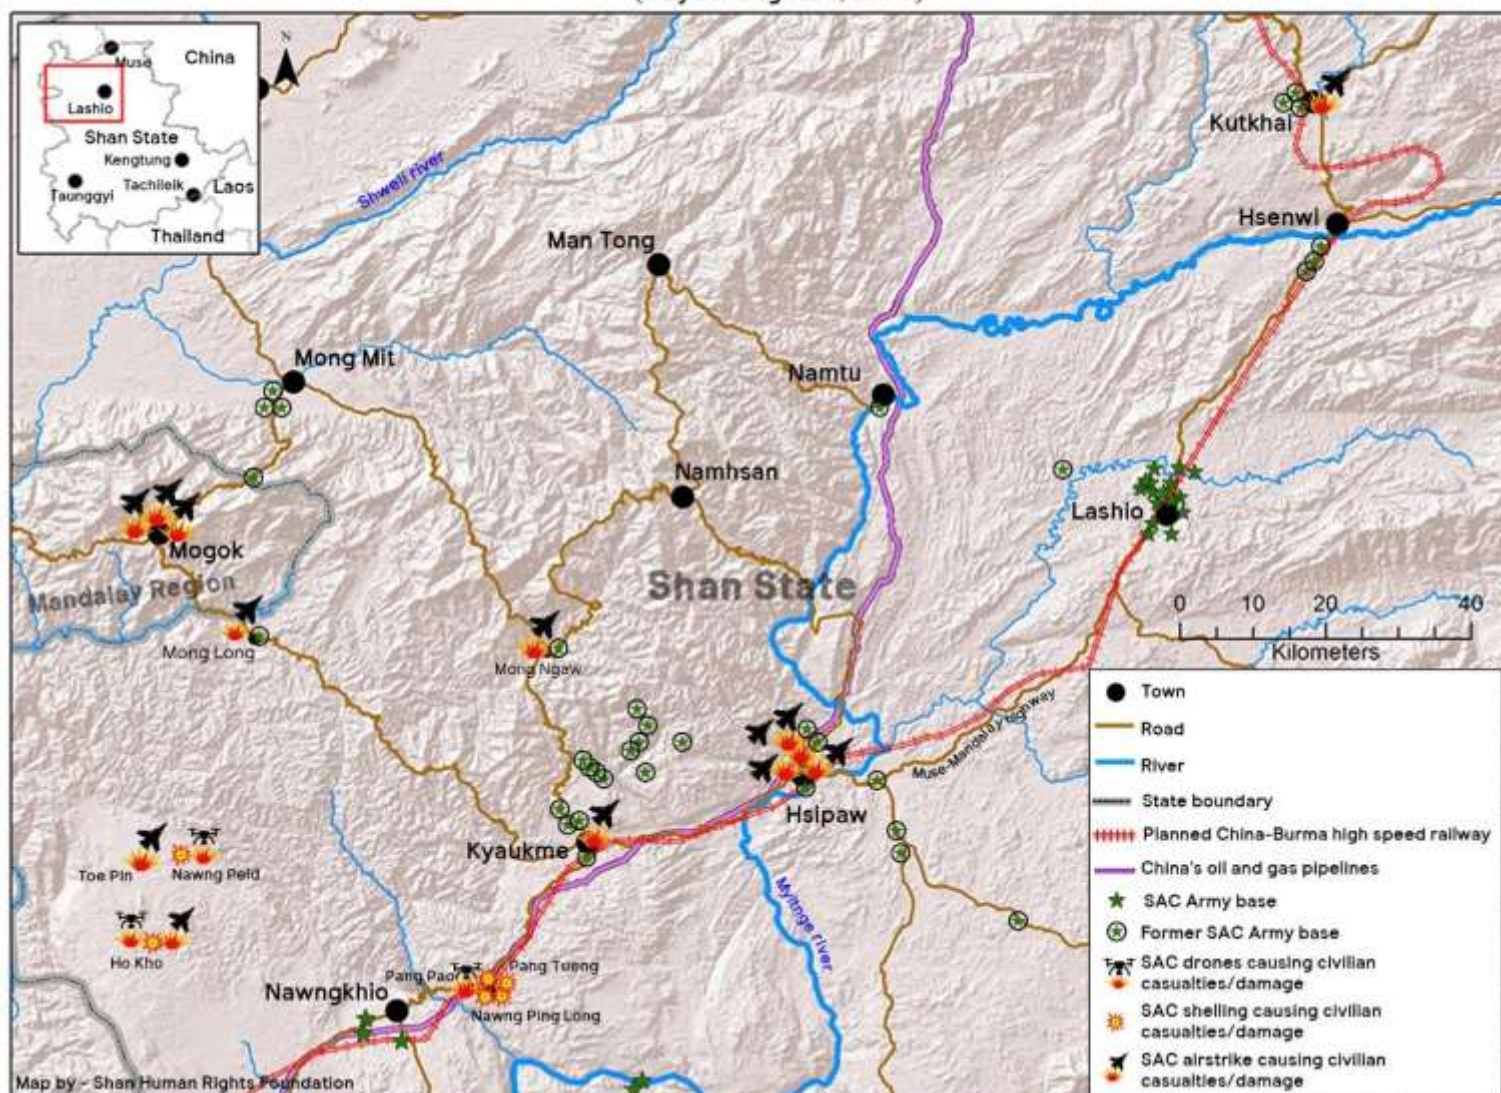 N
China
Muse
Lashio
Shan State
Kengtung
Taunggyi
Tachileik
Laos
Thailand
Shweli river
Kutkhai
Hsenwi
Man Tong
Mong Mit
Namtu
Namhsan
Lashio
Mogok
Mandalay Region
Shan State
Mong Long
Mong Ngaw
0 10 20 40
Kilometers
Muse-Mandalay highway
Hsipaw
Kyaukme
Toe Pin
Nawng Peld
Ho Kho
Myitnge river
Pang Pao
Pang Tueng
Nawngkhio
Nawng Ping Long
Town
Road
River
State boundary
Planned China-Burma high speed railway
China's oil and gas pipelines
SAC Army base
Former SAC Army base
SAC drones causing civilian
casualties/damage
SAC shelling causing civilian
casualties/damage
SAC airstrike causing civilian
casualties/damage
Map by - Shan Human Rights Foundation